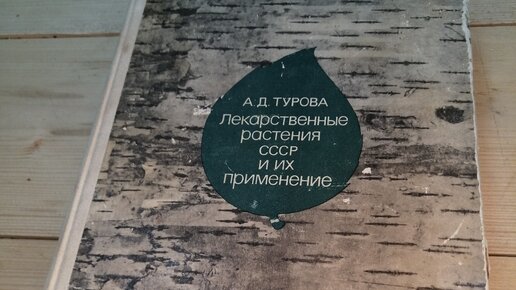 А.Д. ТУРОВА
Лекарственные
растения
СССР
и их
применение